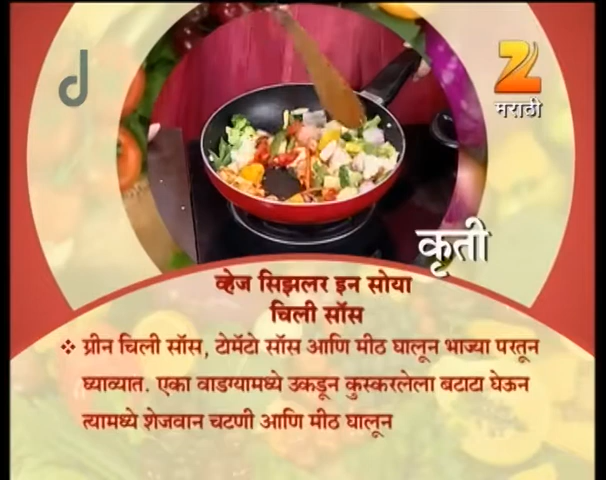 मराठी
कृती
व्हेज सिझलर इन सोया
चिली सॉस
❖ ग्रीन चिली सॉस, टोमॅटो सॉस आणि मीठ घालून भाज्या परतून
घ्याव्यात. एका वाडग्यामध्ये उकडून कुस्करलेला बटाटा घेऊन
त्यामध्ये शेजवान चटणी आणि मीठ घालून